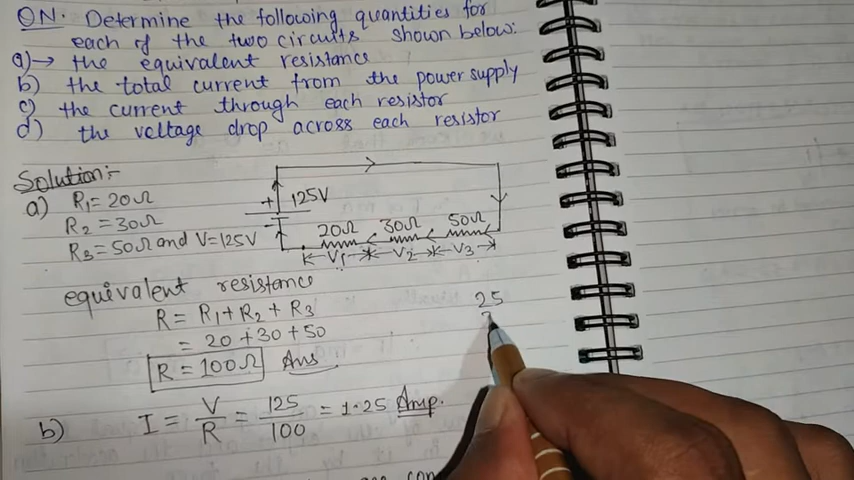 QN. Determine the following quantities for
each of the two circuits shown below:
a)→ the equivalent resistance
b) the total current from the power supply
c) the current through each resistor
d) the voltage drop across each resistor
Solution:-
a) R₁=20Ω
R₂=30Ω
R₃=50Ω and V=125V
+ 125V
-
20Ω 30Ω 50Ω
V₁ V₂ V₃
equivalent resistance
R = R₁+R₂+R₃
= 20+30+50
R=100Ω Ans
25
b) I = V/R = 125/100 = 1.25 Amp.